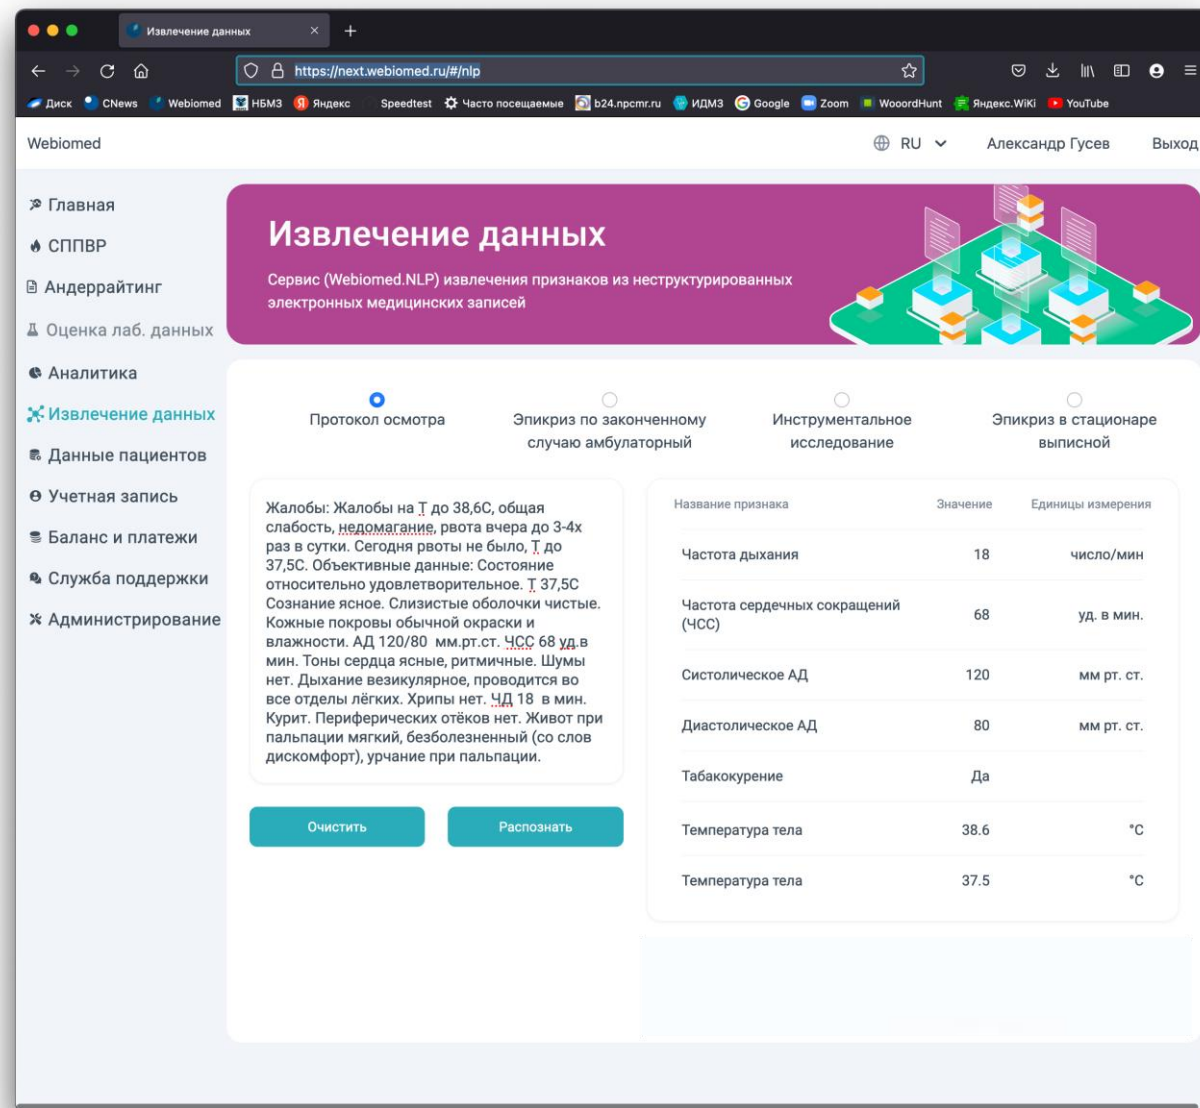 Извлечение данных
https://next.webiomed.ru/#/nlp
Диск CNews Webiomed НБМЗ Яндекс Speedtest Часто посещаемые b24.npcmr.ru ИДМЗ Google Zoom WooordHunt Яндекс.WiKi YouTube
Webiomed RU Александр Гусев Выход
Главная
СППВР
Андеррайтинг
Оценка лаб. данных
Аналитика
Извлечение данных
Данные пациентов
Учетная запись
Баланс и платежи
Служба поддержки
Администрирование
Извлечение данных
Сервис (Webiomed.NLP) извлечения признаков из неструктурированных
электронных медицинских записей
Протокол осмотра
Эпикриз по законченному
случаю амбулаторный
Инструментальное
исследование
Эпикриз в стационаре
выписной
Жалобы: Жалобы на Т до 38,6С, общая
слабость, недомагание, рвота вчера до 3-4х
раз в сутки. Сегодня рвоты не было, Т до
37,5С. Объективные данные: Состояние
относительно удовлетворительное. Т 37,5С
Сознание ясное. Слизистые оболочки чистые.
Кожные покровы обычной окраски и
влажности. АД 120/80 мм.рт.ст. ЧСС 68 уд.в
мин. Тоны сердца ясные, ритмичные. Шумы
нет. Дыхание везикулярное, проводится во
все отделы лёгких. Хрипы нет. ЧД 18 в мин.
Курит. Периферических отёков нет. Живот при
пальпации мягкий, безболезненный (со слов
дискомфорт), урчание при пальпации.
Очистить Распознать
Название признака Значение Единицы измерения
Частота дыхания 18 число/мин
Частота сердечных сокращений
(ЧСС) 68 уд. в мин.
Систолическое АД 120 мм рт. ст.
Диастолическое АД 80 мм рт. ст.
Табакокурение Да
Температура тела 38.6 °C
Температура тела 37.5 °C